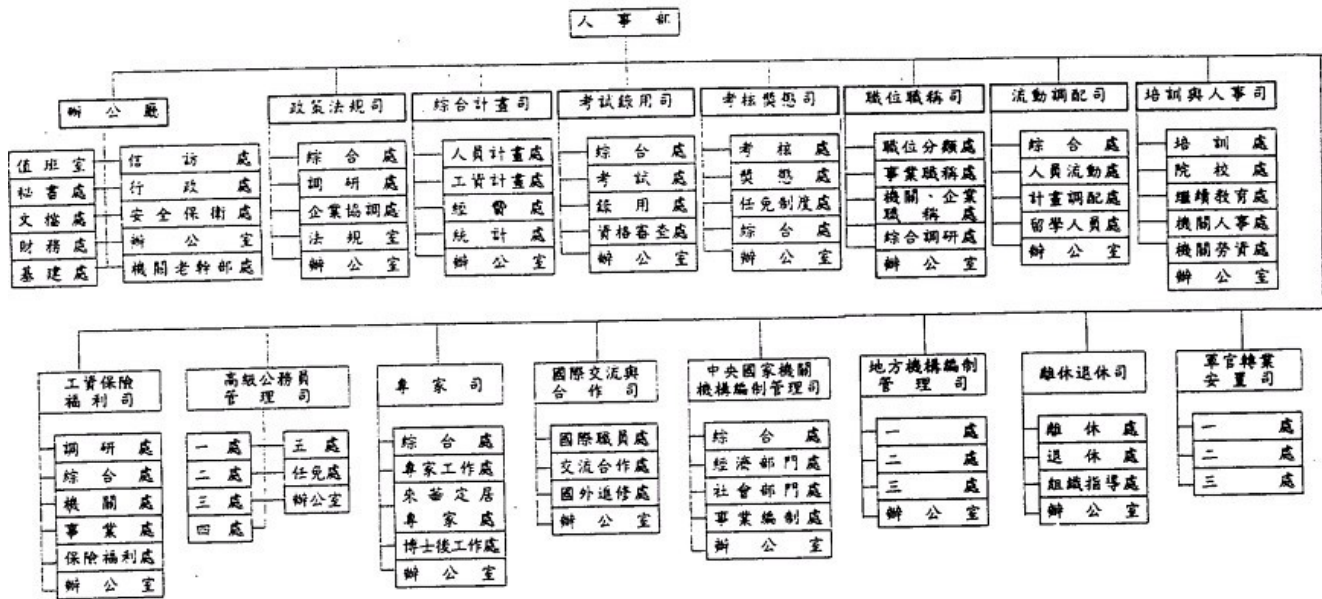 人事部
辦公廳
值班室
秘書處
文檔處
財務處
基建處
信訪處
行政處
安全保衛處
辦公室
機關老幹部處
政策法規司
綜合處
調研處
企業協調處
法規室
辦公室
綜合計畫司
人員計畫處
工資計畫處
經費處
統計處
辦公室
考試錄用司
綜合處
考試處
錄用處
資格審查處
辦公室
考核獎懲司
考核處
獎懲處
任免制度處
綜合處
辦公室
職位職稱司
職位分類處
事業職稱處
機關、企業
職稱處
綜合調研處
辦公室
流動調配司
綜合處
人員流動處
計畫調配處
留學人員處
辦公室
培訓與人事司
培訓處
院校處
繼續教育處
機關人事處
機關勞資處
辦公室
工資保險
福利司
調研處
綜合處
機關處
事業處
保險福利處
辦公室
高級公務員
管理司
一處
二處
三處
四處
五處
任免處
辦公室
專家司
綜合處
專家工作處
來華定居
專家處
博士後工作處
辦公室
國際交流與
合作司
國際職員處
交流合作處
國外進修處
辦公室
中央國家機關
機構編制管理司
綜合處
經濟部門處
社會部門處
事業編制處
辦公室
地方機構編制
管理司
一處
二處
三處
辦公室
離休退休司
離休處
退休處
組織指導處
辦公室
軍官轉業
安置司
一處
二處
三處